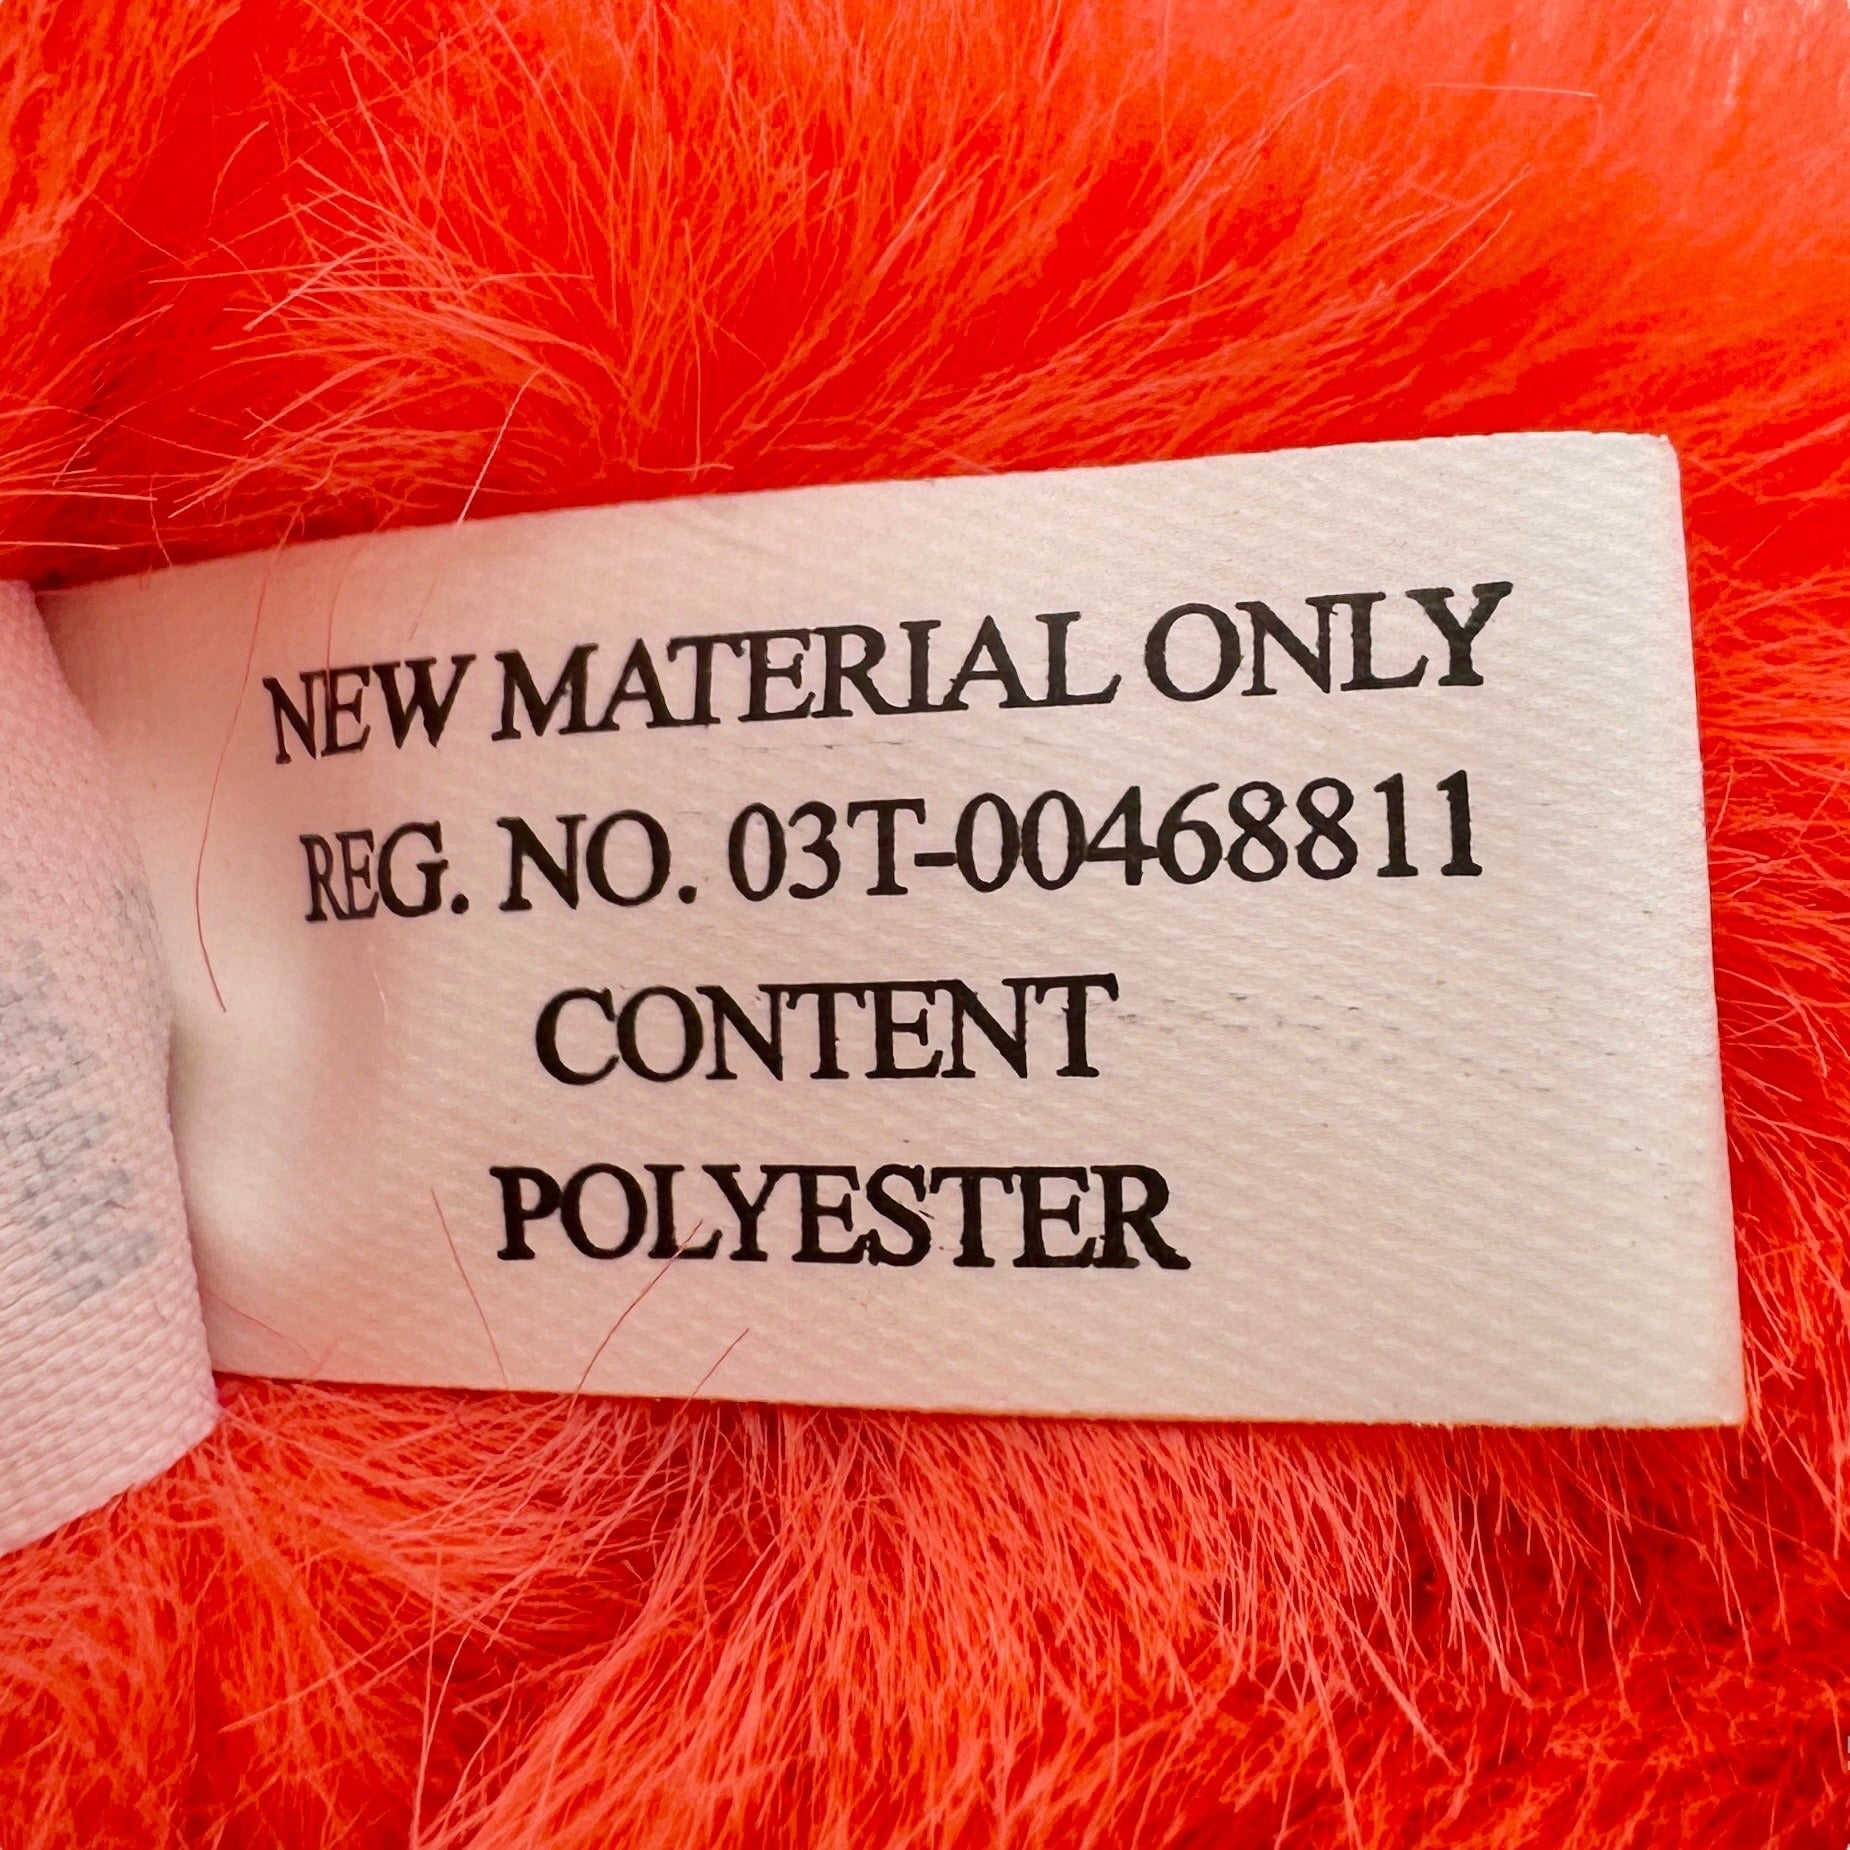 NEW MATERIAL ONLY
REG. NO. 03T-00468811
CONTENT
POLYESTER